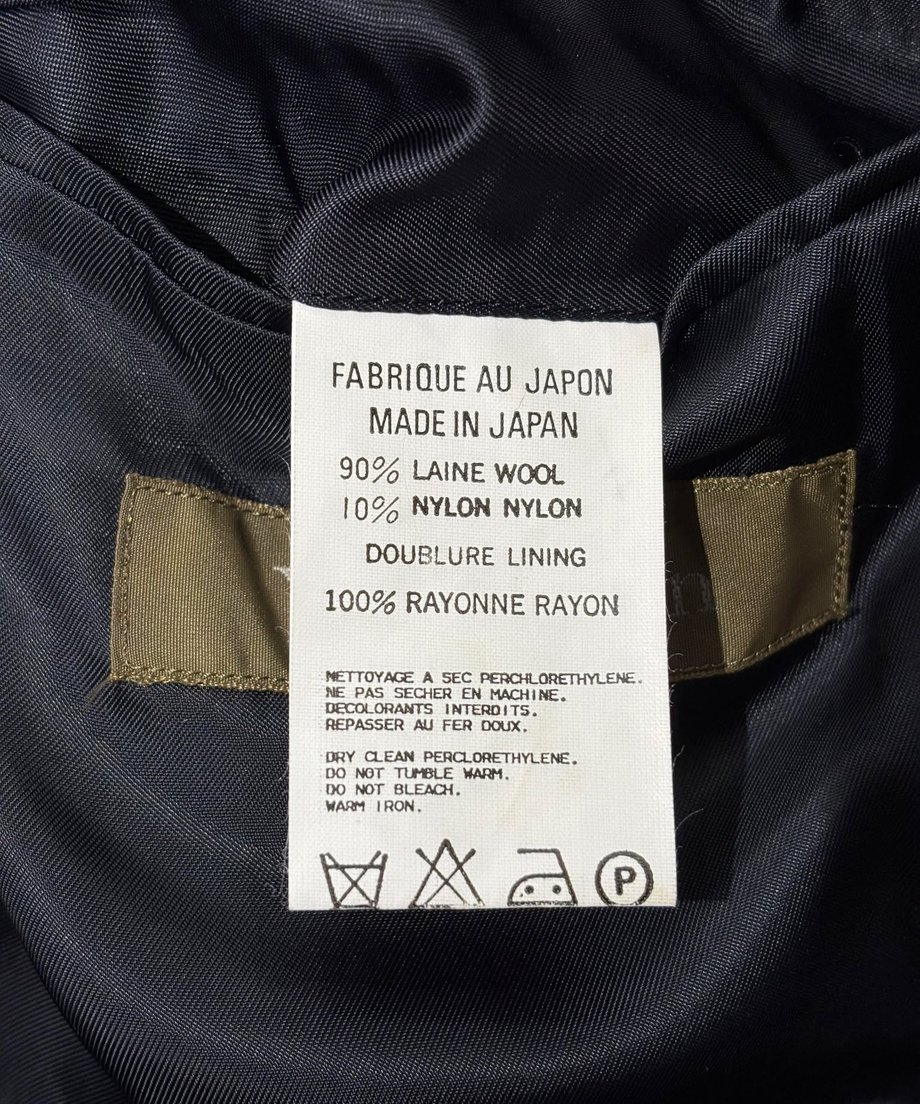 FABRIQUE AU JAPON
MADE IN JAPAN
90% LAINE WOOL
10% NYLON NYLON
DOUBLURE LINING
100% RAYONNE RAYON
NETTOYAGE A SEC PERCHLORETHYLENE.
NE PAS SECHER EN MACHINE.
DECOLORANTS INTERDITS.
REPASSER AU FER DOUX.
DRY CLEAN PERCLORETHYLENE.
DO NOT TUMBLE WARM.
DO NOT BLEACH.
WARM IRON.
P